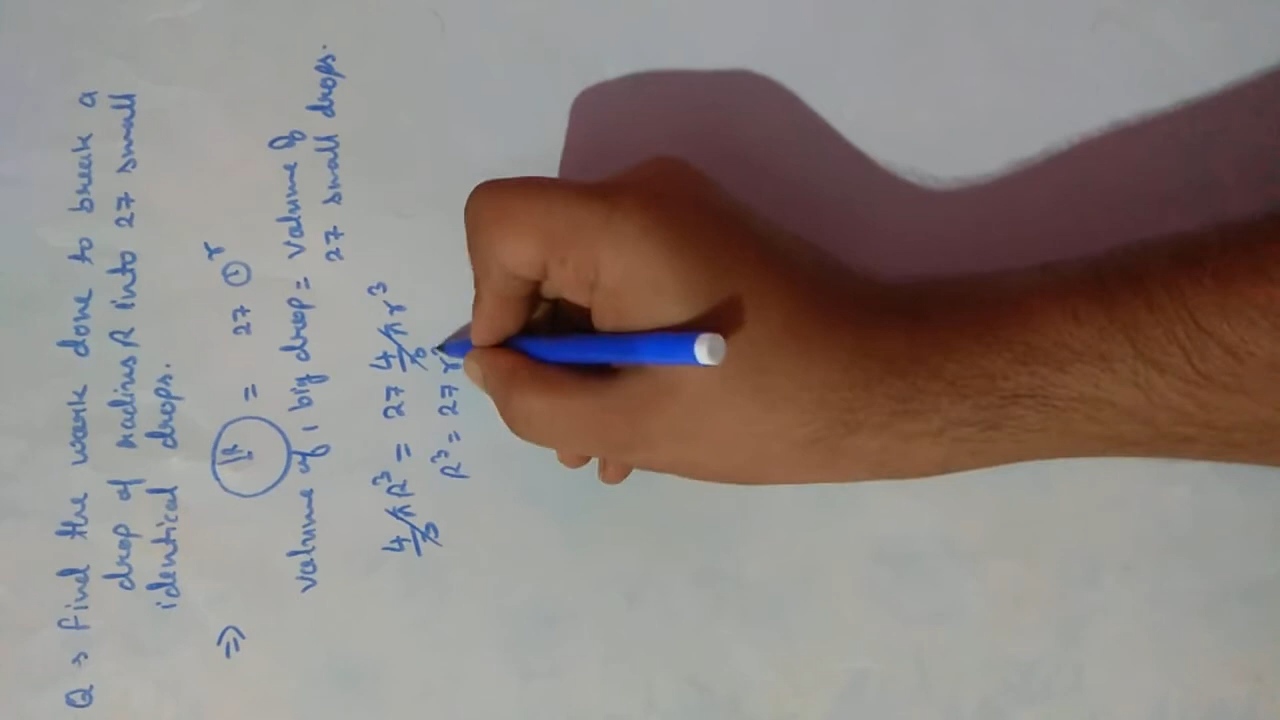 Q → Find the work done to break a
drop of radius R into 27 small
identical drops.
⇒ R = 27 r
Volume of 1 big drop = Volume of
27 small drops.
4/3 π R³ = 27 4/3 π r³
R³ = 27 r